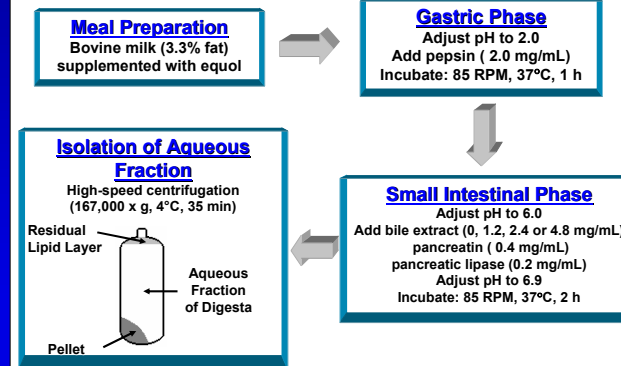 Meal Preparation
Bovine milk (3.3% fat)
supplemented with equol
Gastric Phase
Adjust pH to 2.0
Add pepsin ( 2.0 mg/mL)
Incubate: 85 RPM, 37°C, 1 h
Small Intestinal Phase
Adjust pH to 6.0
Add bile extract (0, 1.2, 2.4 or 4.8 mg/mL)
pancreatin ( 0.4 mg/mL)
pancreatic lipase (0.2 mg/mL)
Adjust pH to 6.9
Incubate: 85 RPM, 37°C, 2 h
Isolation of Aqueous
Fraction
High-speed centrifugation
(167,000 x g, 4°C, 35 min)
Residual
Lipid Layer
Aqueous
Fraction
of Digesta
Pellet